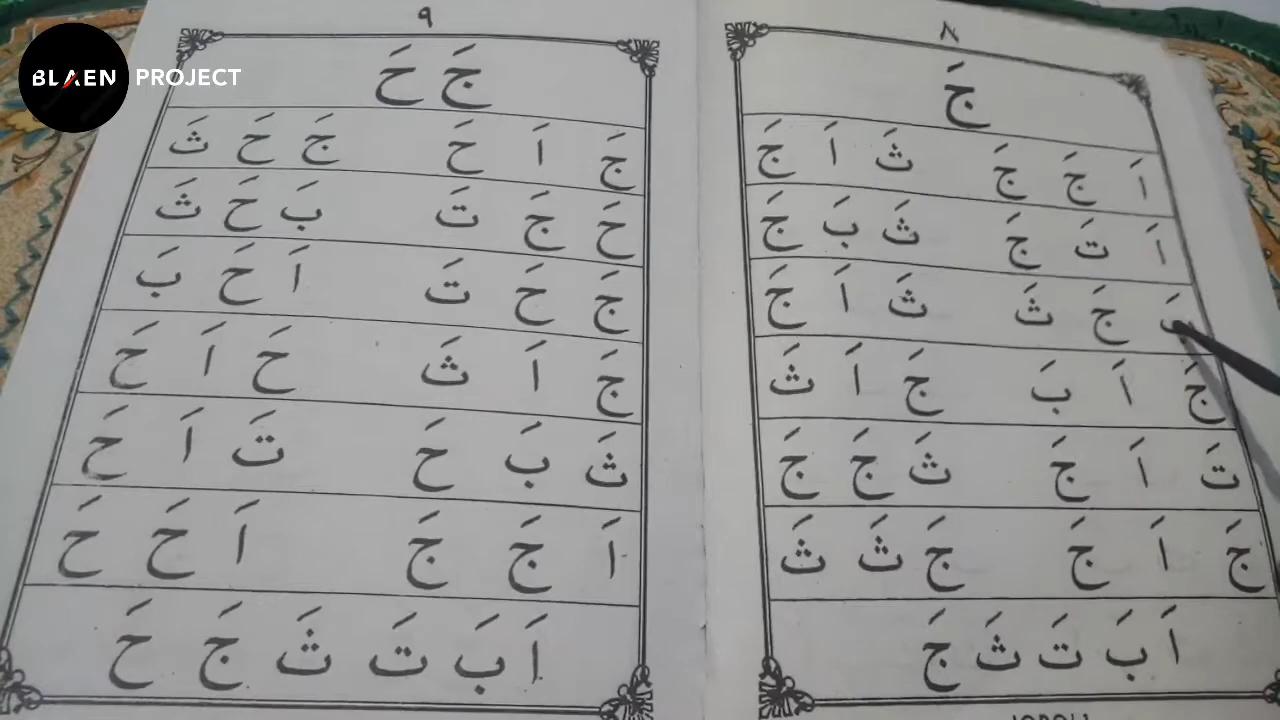 BLAEN PROJECT
٨
جَ
اَ جَ جَ ثَ اَ جَ
اَ تَ جَ ثَ بَ جَ
جَ ثَ ثَ اَ جَ
جَ اَ بَ جَ اَ ثَ
تَ اَ جَ ثَ جَ جَ
جَ اَ جَ جَ ثَ ثَ
اَ بَ تَ ثَ جَ
٩
جَ حَ
جَ اَ حَ جَ حَ ثَ
حَ جَ تَ بَ حَ ثَ
جَ حَ تَ اَ حَ بَ
جَ اَ ثَ حَ اَ حَ
ثَ بَ حَ تَ اَ حَ
اَ جَ جَ اَ حَ حَ
اَ بَ تَ ثَ جَ حَ